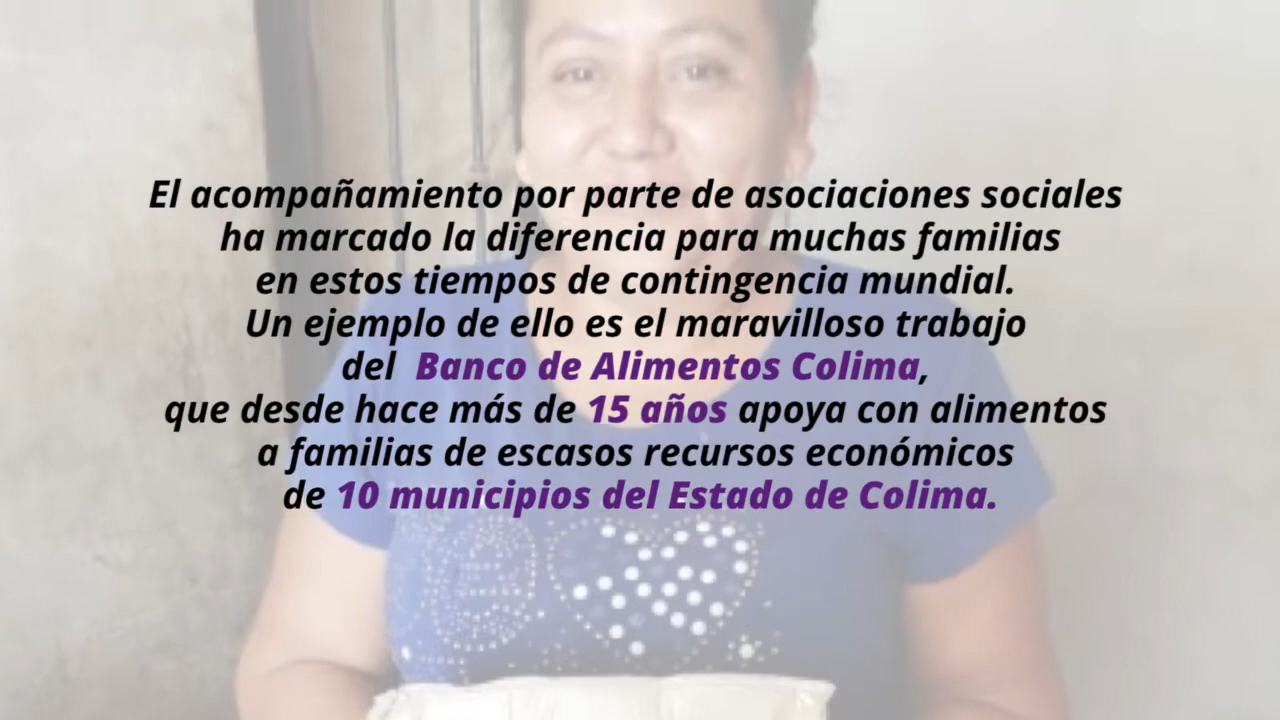 El acompañamiento por parte de asociaciones sociales
ha marcado la diferencia para muchas familias
en estos tiempos de contingencia mundial.
Un ejemplo de ello es el maravilloso trabajo
del Banco de Alimentos Colima,
que desde hace más de 15 años apoya con alimentos
a familias de escasos recursos económicos
de 10 municipios del Estado de Colima.